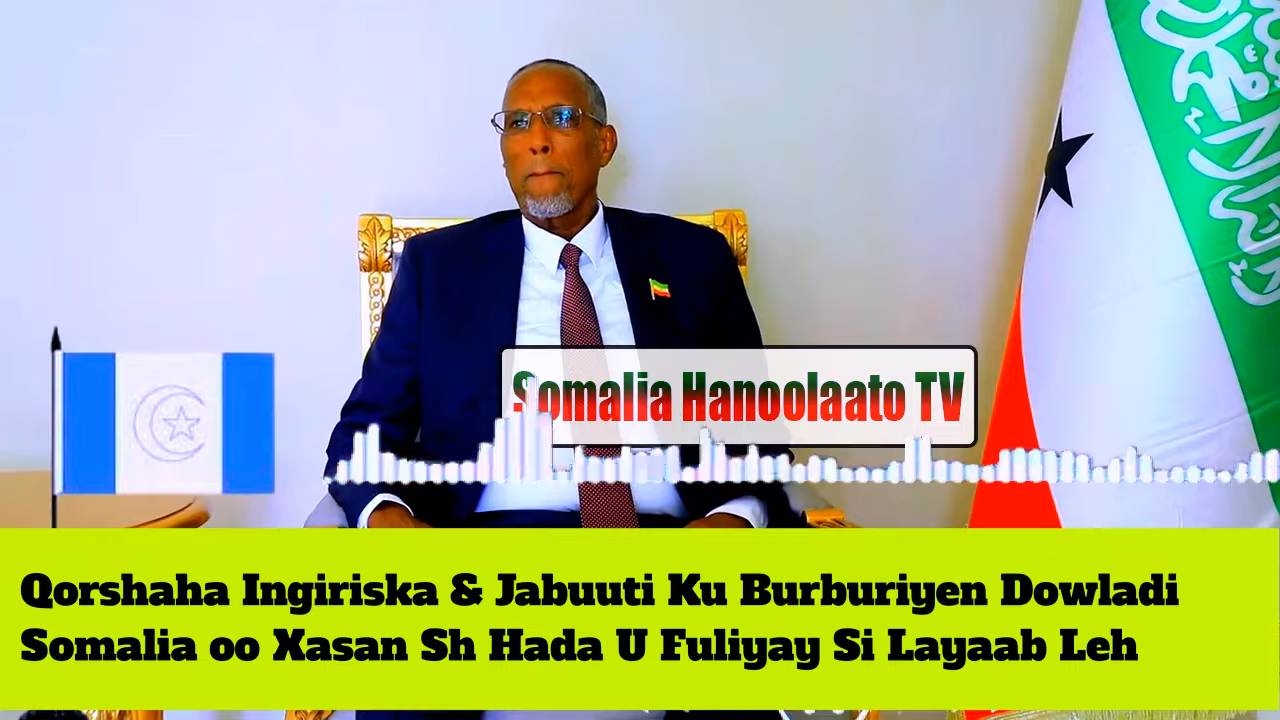 Somalia Hanoolaato TV
Qorshaha Ingiriska & Jabuuti Ku Burburiyen Dowladi
Somalia oo Xasan Sh Hada U Fuliyay Si Layaab Leh